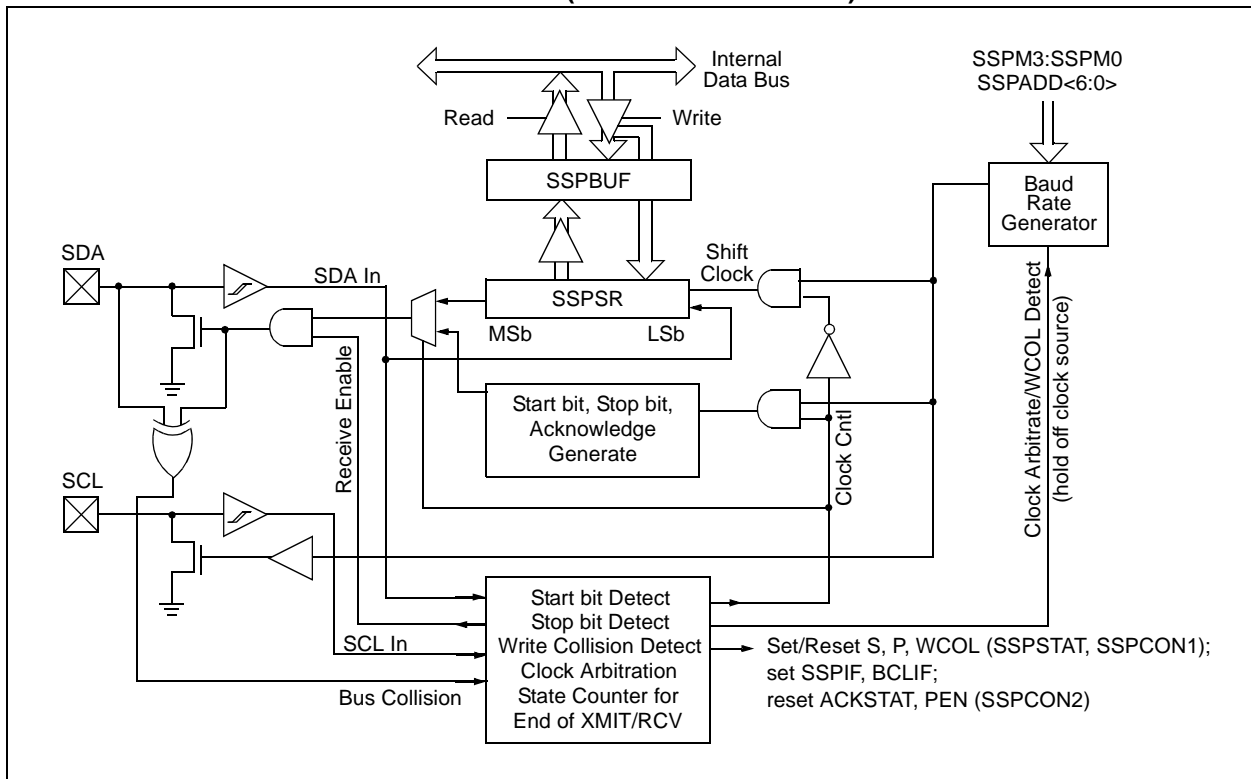 Internal
Data Bus
Read
Write
SSPM3:SSPM0
SSPADD<6:0>
SSPBUF
Baud
Rate
Generator
SDA
SDA In
Shift
Clock
SSPSR
MSb
LSb
Start bit, Stop bit,
Acknowledge
Generate
Receive Enable
Clock Cntl
Clock Arbitrate/WCOL Detect
(hold off clock source)
SCL
SCL In
Bus Collision
Start bit Detect
Stop bit Detect
Write Collision Detect
Clock Arbitration
State Counter for
End of XMIT/RCV
Set/Reset S, P, WCOL (SSPSTAT, SSPCON1);
set SSPIF, BCLIF;
reset ACKSTAT, PEN (SSPCON2)